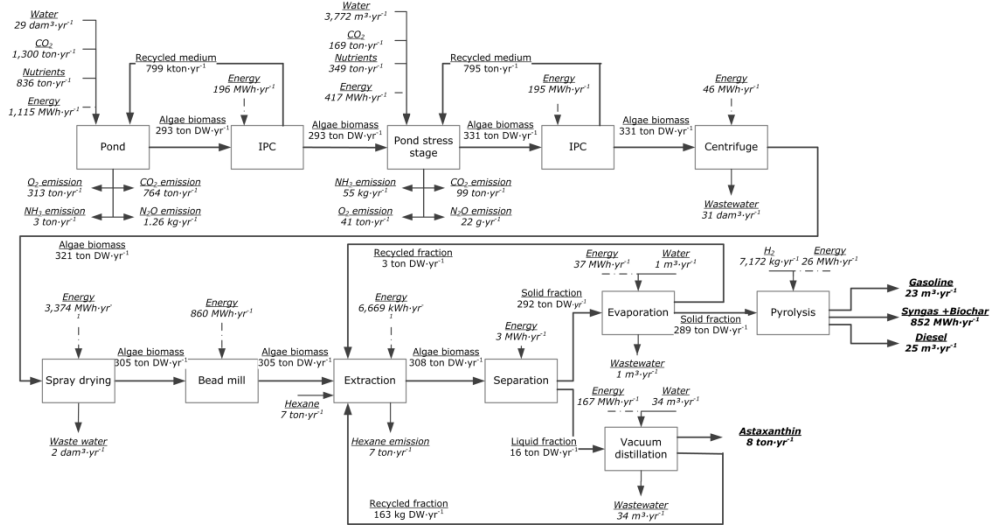 Water
29 dam³·yr⁻¹
CO₂
1,300 ton·yr⁻¹
Nutrients
836 ton·yr⁻¹
Energy
1,115 MWh·yr⁻¹
Recycled medium
799 kton·yr⁻¹
Energy
196 MWh·yr⁻¹
Pond
Algae biomass
293 ton DW·yr⁻¹
IPC
Algae biomass
293 ton DW·yr⁻¹
O₂ emission
313 ton·yr⁻¹
CO₂ emission
764 ton·yr⁻¹
NH₃ emission
3 ton·yr⁻¹
N₂O emission
1.26 kg·yr⁻¹
Water
3,772 m³·yr⁻¹
CO₂
169 ton·yr⁻¹
Nutrients
349 ton·yr⁻¹
Energy
417 MWh·yr⁻¹
Recycled medium
795 ton·yr⁻¹
Energy
195 MWh·yr⁻¹
Pond stress
stage
Algae biomass
331 ton DW·yr⁻¹
IPC
Algae biomass
331 ton DW·yr⁻¹
Energy
46 MWh·yr⁻¹
Centrifuge
NH₃ emission
55 kg·yr⁻¹
CO₂ emission
99 ton·yr⁻¹
O₂ emission
41 ton·yr⁻¹
N₂O emission
22 g·yr⁻¹
Wastewater
31 dam³·yr⁻¹
Algae biomass
321 ton DW·yr⁻¹
Energy
3,374 MWh·yr⁻
1
Spray drying
Waste water
2 dam³·yr⁻¹
Algae biomass
305 ton DW·yr⁻¹
Energy
860 MWh·yr⁻¹
Bead mill
Algae biomass
305 ton DW·yr⁻¹
Recycled fraction
3 ton DW·yr⁻¹
Energy
6,669 kWh·yr⁻
1
Extraction
Hexane
7 ton·yr⁻¹
Hexane emission
7 ton·yr⁻¹
Algae biomass
308 ton DW·yr⁻¹
Energy
3 MWh·yr⁻¹
Separation
Solid fraction
292 ton DW·yr⁻¹
Energy
37 MWh·yr⁻¹
Water
1 m³·yr⁻¹
Evaporation
Wastewater
1 m³·yr⁻¹
Solid fraction
289 ton DW·yr⁻¹
H₂
7,172 kg·yr⁻¹
Energy
26 MWh·yr⁻¹
Pyrolysis
Gasoline
23 m³·yr⁻¹
Syngas +Biochar
852 MWh·yr⁻¹
Diesel
25 m³·yr⁻¹
Liquid fraction
16 ton DW·yr⁻¹
Energy
167 MWh·yr⁻¹
Water
34 m³·yr⁻¹
Vacuum
distillation
Astaxanthin
8 ton·yr⁻¹
Wastewater
34 m³·yr⁻¹
Recycled fraction
163 kg DW·yr⁻¹